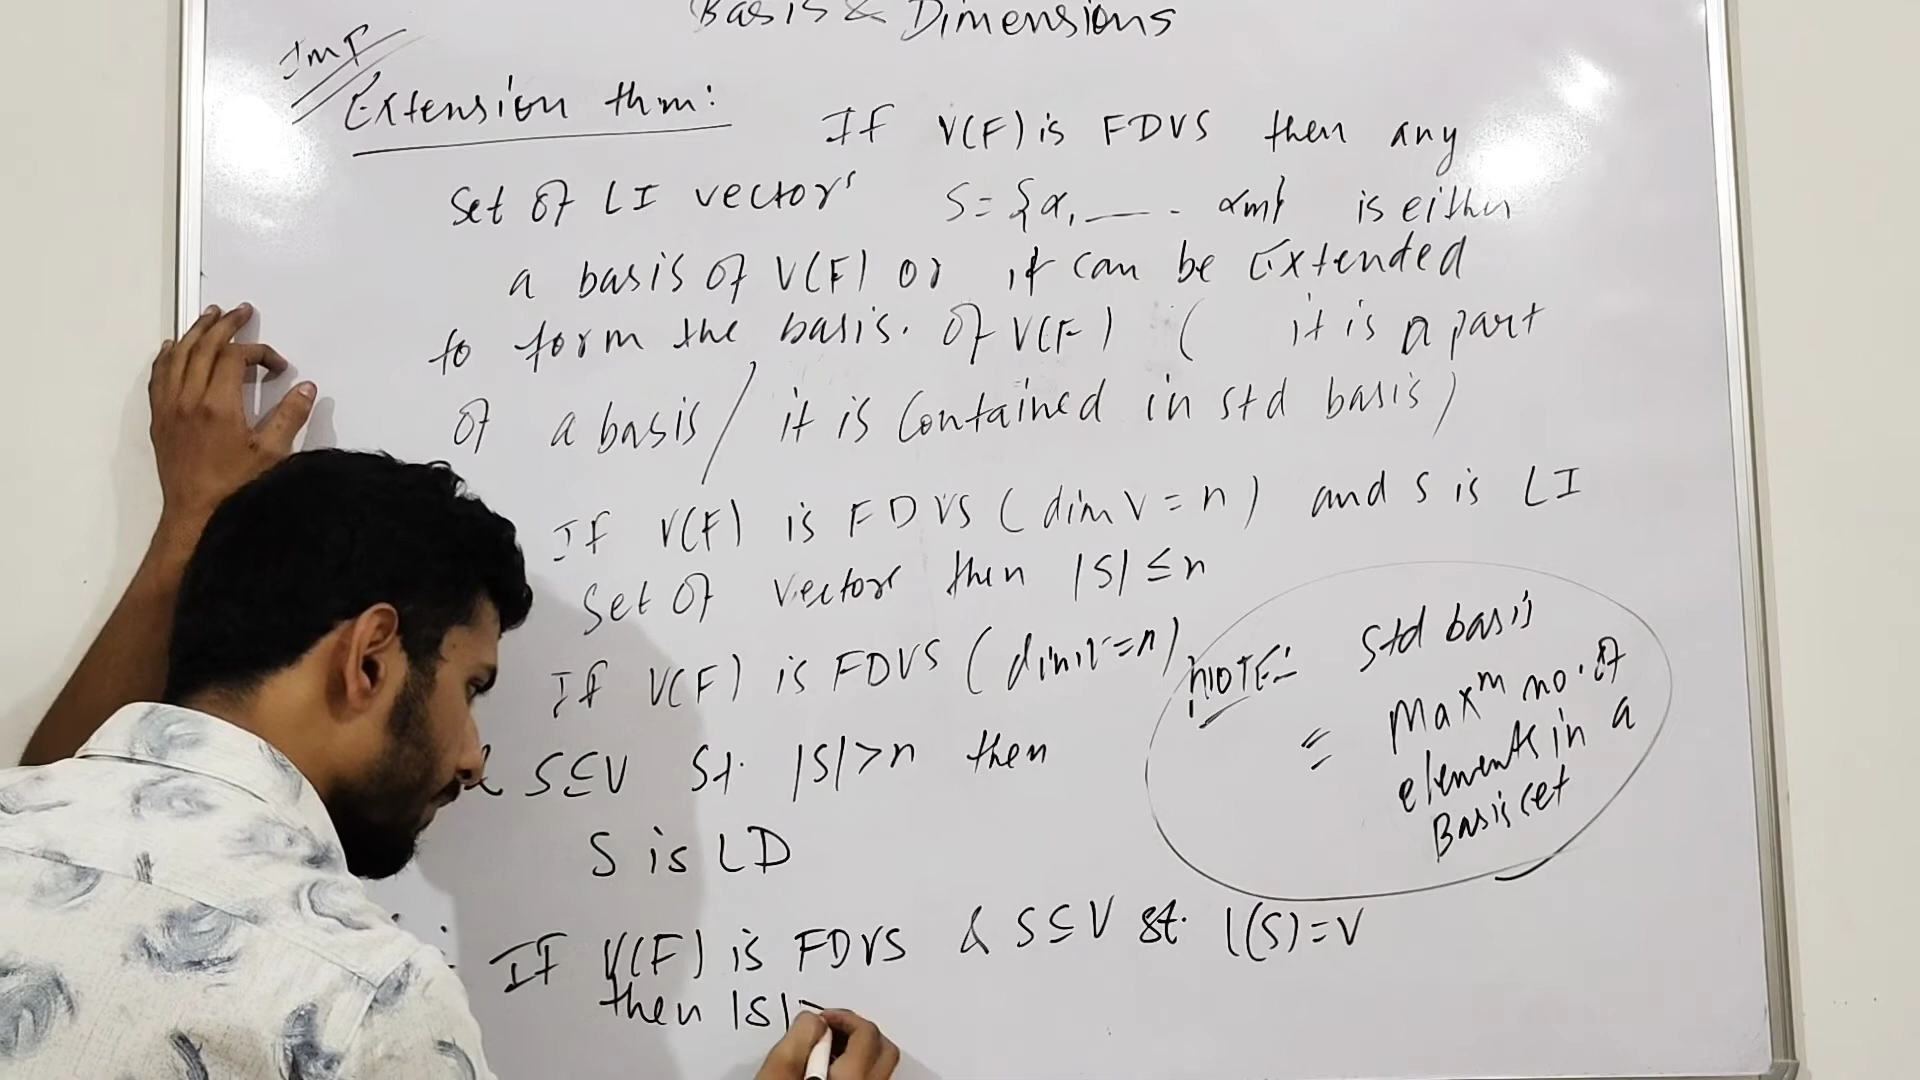 Basis & Dimensions
Imp
Extension thm: If V(F) is FDVS then any
set of LI vectors S = {α, — - αm} is either
a basis of V(F) or it can be Extended
to form the basis. of V(F) ( it is a part
of a basis / it is contained in std basis)
If V(F) is FDVS (dim V = n) and S is LI
set of vectors then |S| ≤ n
If V(F) is FDVS (dim V = n)
& S⊆V st. |S| > n then
S is LD
NOTE:- Std basis
= Maxᵐ no. of
elements in a
Basis set
If V(F) is FDVS & S⊆V st. L(S) = V
then |S| ≥